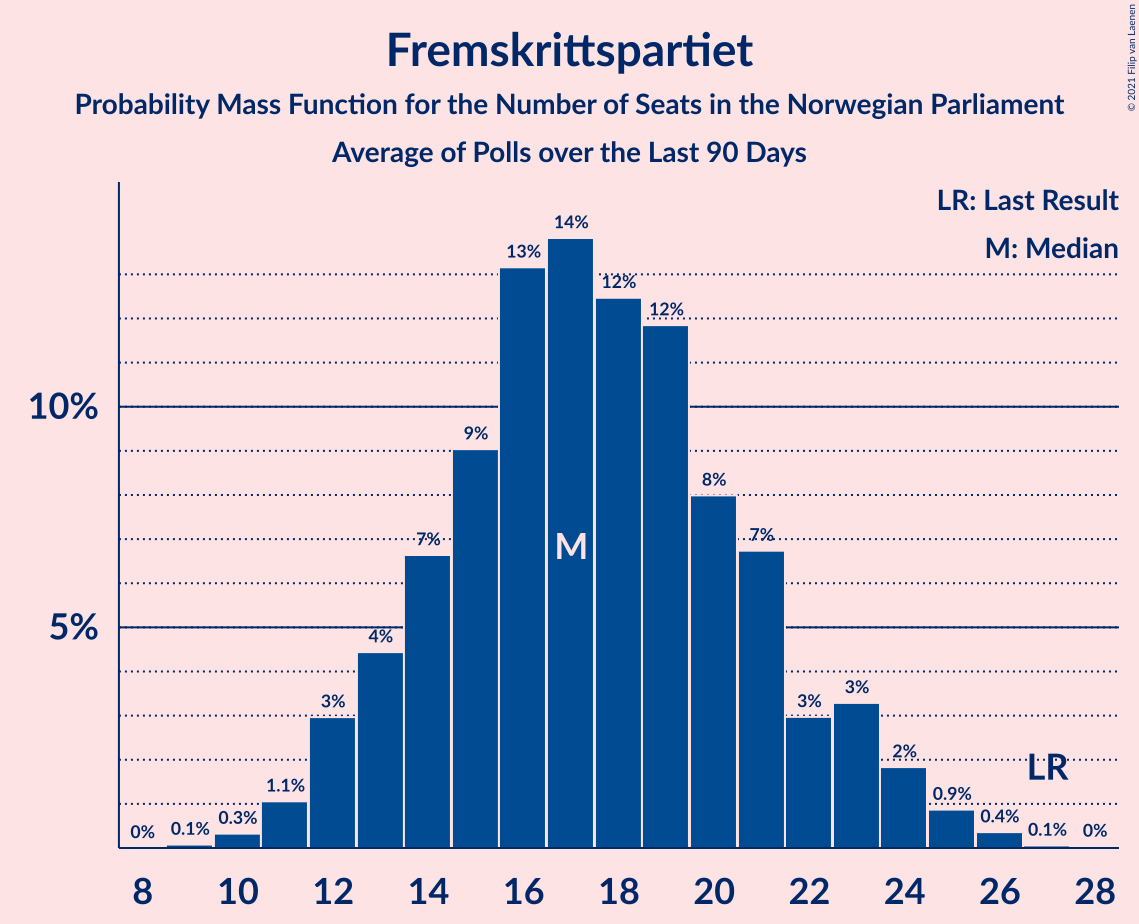 Fremskrittspartiet
Probability Mass Function for the Number of Seats in the Norwegian Parliament
Average of Polls over the Last 90 Days
© 2021 Filip van Laenen
LR: Last Result
M: Median
10%
5%
0%
0.1%
0.3%
1.1%
3%
4%
7%
9%
13%
14%
12%
12%
8%
7%
3%
3%
2%
0.9%
0.4%
0.1%
0%
M
LR
8 10 12 14 16 18 20 22 24 26 28